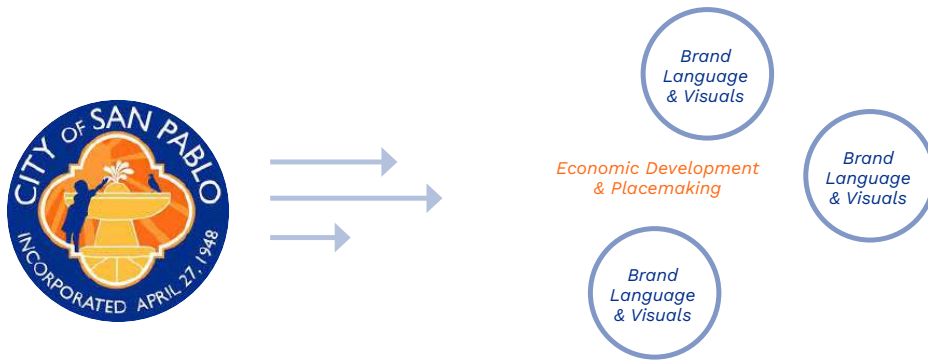 CITY OF SAN PABLO
INCORPORATED APRIL 27, 1948
Brand
Language
& Visuals
Economic Development
& Placemaking
Brand
Language
& Visuals
Brand
Language
& Visuals